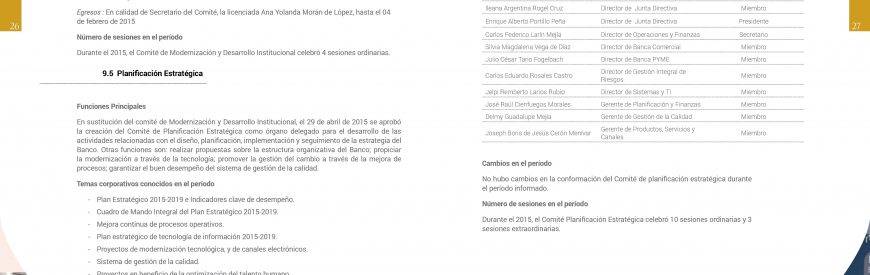 26
Egresos : En calidad de Secretario del Comité, la licenciada Ana Yolanda Morán de López, hasta el 04
de febrero de 2015
Número de sesiones en el período
Durante el 2015, el Comité de Modernización y Desarrollo Institucional celebró 4 sesiones ordinarias.
9.5 Planificación Estratégica
Funciones Principales
En sustitución del comité de Modernización y Desarrollo Institucional, el 29 de abril de 2015 se aprobó
la creación del Comité de Planificación Estratégica como órgano delegado para el desarrollo de las
actividades relacionadas con el diseño, planificación, implementación y seguimiento de la estrategia del
Banco. Otras funciones son: realizar propuestas sobre la estructura organizativa del Banco; propiciar
la modernización a través de la tecnología; promover la gestión del cambio a través de la mejora de
procesos; garantizar el buen desempeño del sistema de gestión de la calidad.
Temas corporativos conocidos en el período
- Plan Estratégico 2015-2019 e Indicadores clave de desempeño.
- Cuadro de Mando Integral del Plan Estratégico 2015-2019.
- Mejora continua de procesos operativos.
- Plan estratégico de tecnología de información 2015-2019.
- Proyectos de modernización tecnológica, y de canales electrónicos.
- Sistema de gestión de la calidad.
- Proyectos en beneficio de la optimización del talento humano.
27
Ileana Argentina Rogel Cruz Director de Junta Directiva Miembro
Enrique Alberto Portillo Peña Director de Junta Directiva Presidente
Carlos Federico Larín Mejía Director de Operaciones y Finanzas Secretario
Silvia Magdalena Vega de Díaz Director de Banca Comercial Miembro
Julio César Tario Fogelbach Director de Banca PYME Miembro
Carlos Eduardo Rosales Castro Director de Gestión Integral de
Riesgos Miembro
Jelpi Remberto Larios Rubio Director de Sistemas y TI Miembro
José Raúl Cienfuegos Morales Gerente de Planificación y Finanzas Miembro
Delmy Guadalupe Mejía Gerente de Gestión de la Calidad Miembro
Joseph Boris de Jesús Cerón Menívar Gerente de Productos, Servicios y
Canales Miembro
Cambios en el período
No hubo cambios en la conformación del Comité de planificación estratégica durante
el período informado.
Número de sesiones en el período
Durante el 2015, el Comité Planificación Estratégica celebró 10 sesiones ordinarias y 3
sesiones extraordinarias.